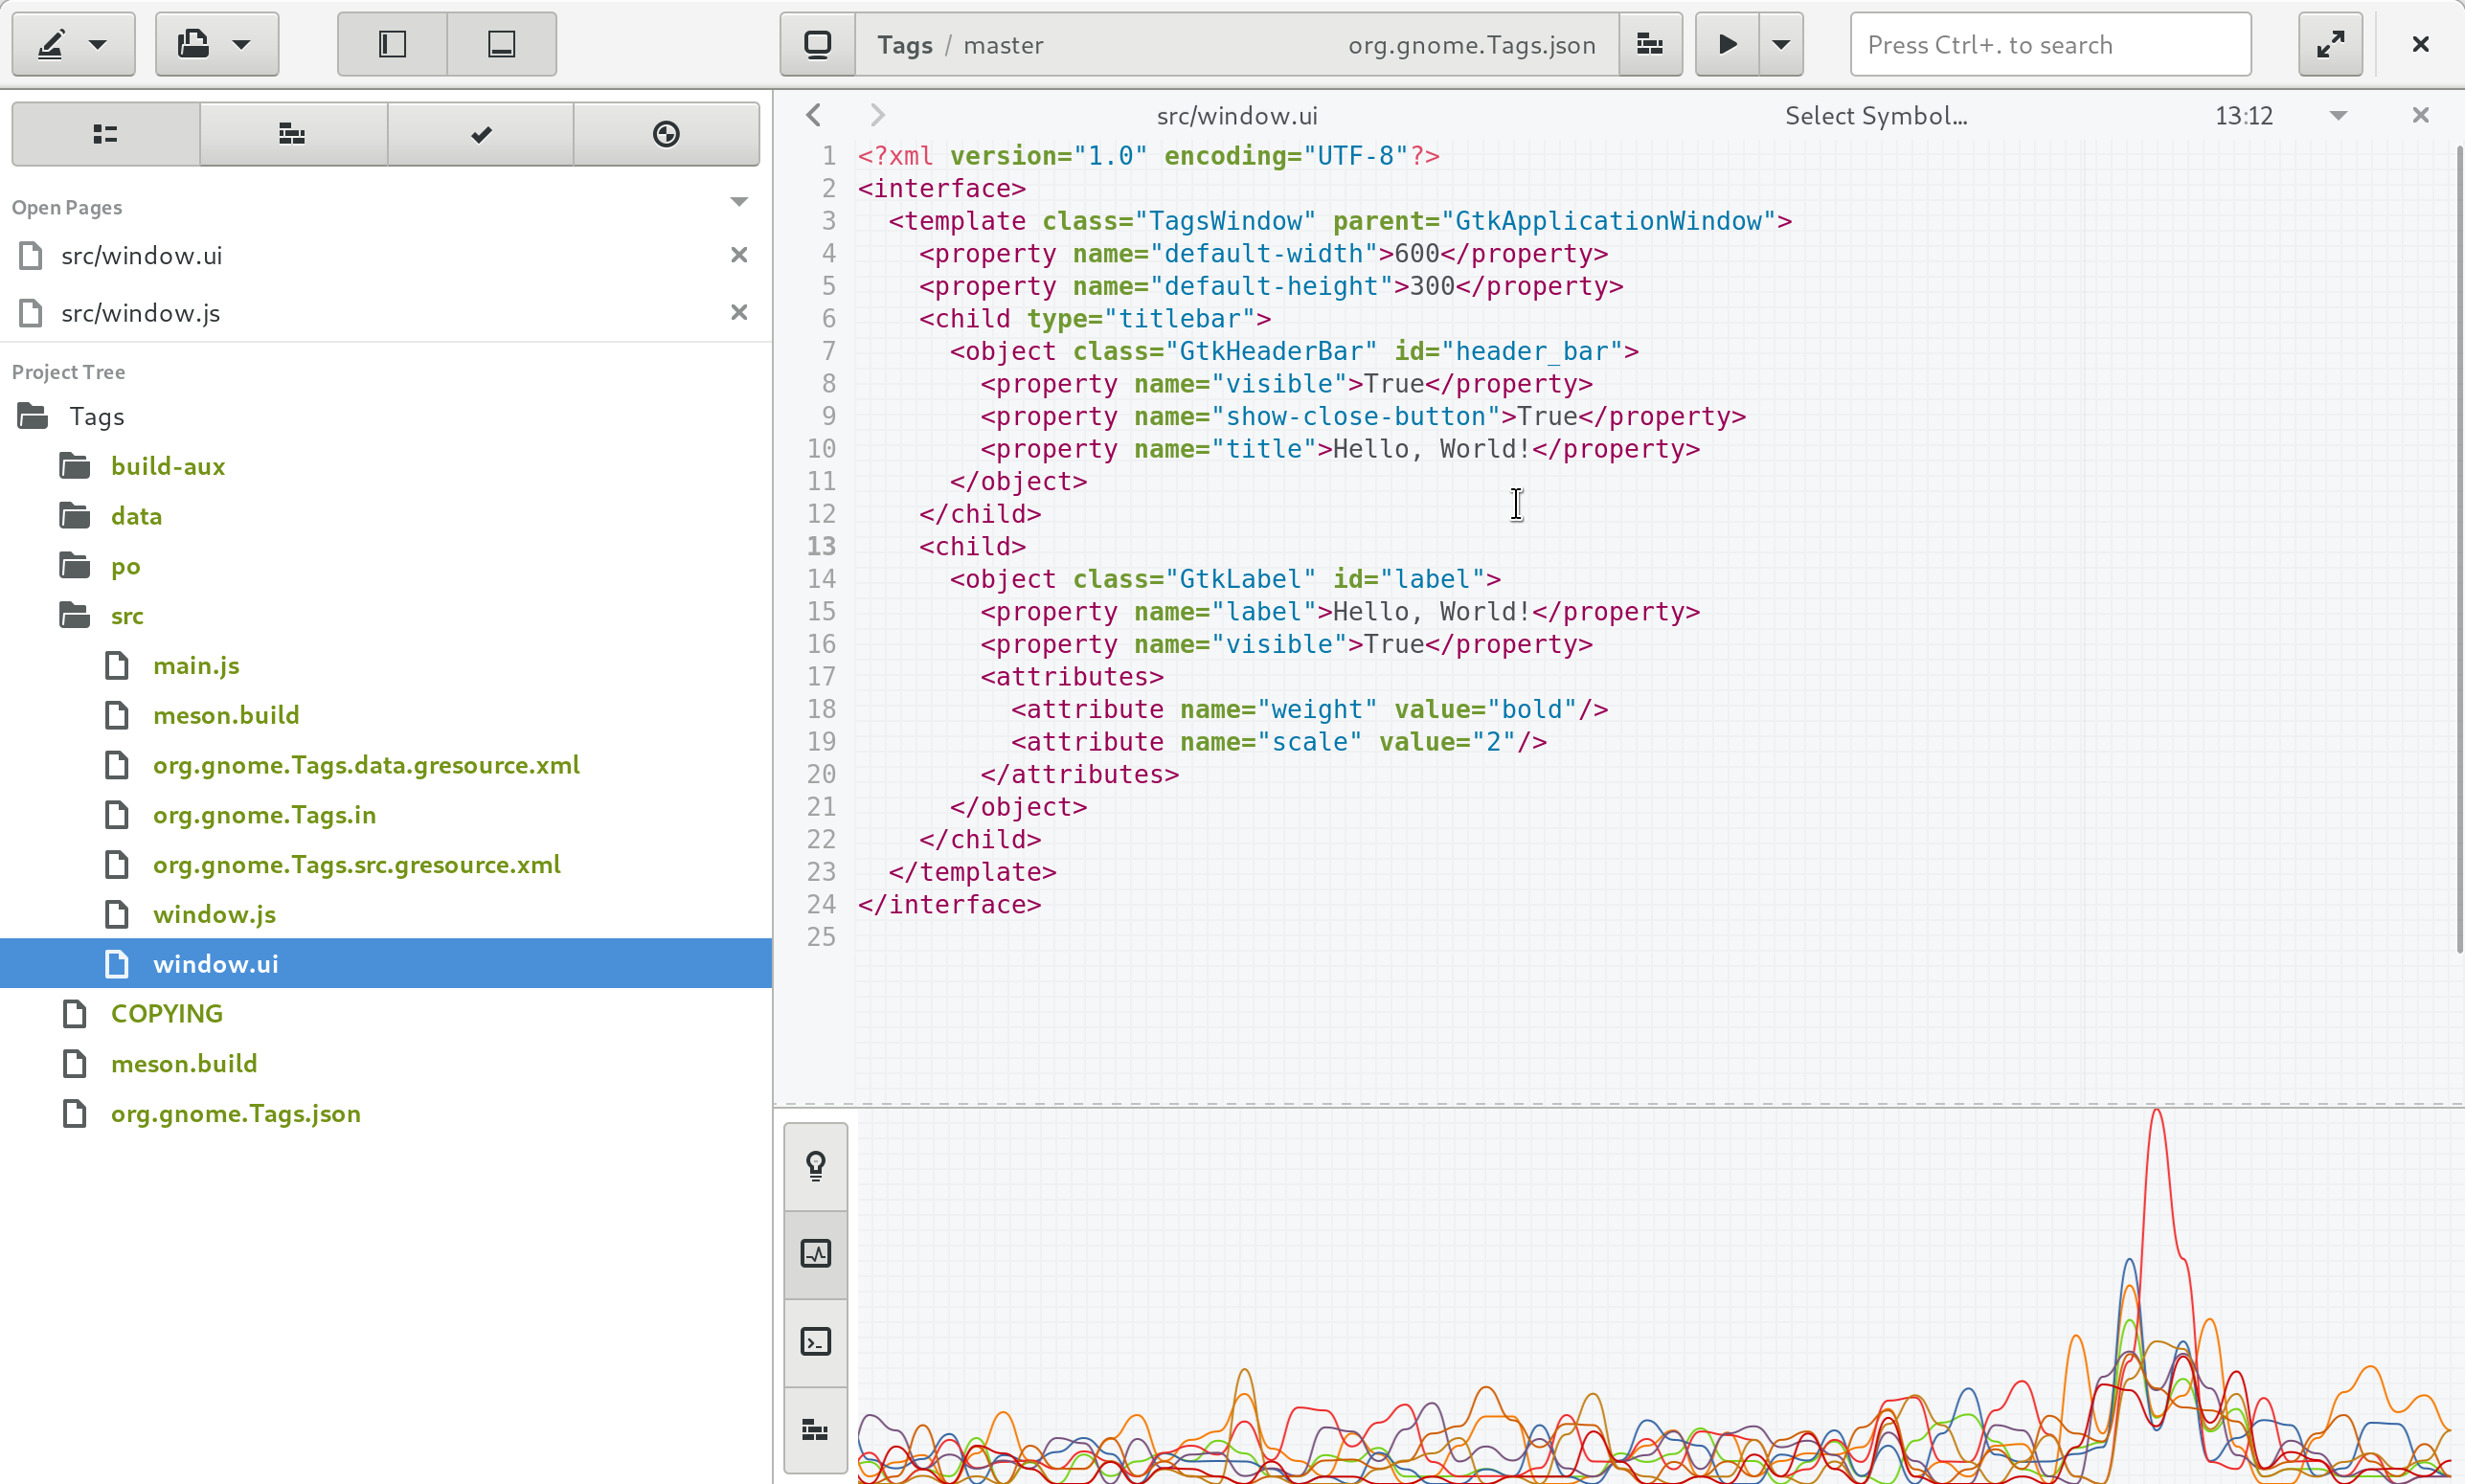 Tags / master org.gnome.Tags.json Press Ctrl+. to search
Open Pages
src/window.ui
src/window.js
Project Tree
Tags
build-aux
data
po
src
main.js
meson.build
org.gnome.Tags.data.gresource.xml
org.gnome.Tags.in
org.gnome.Tags.src.gresource.xml
window.js
window.ui
COPYING
meson.build
org.gnome.Tags.json
src/window.ui Select Symbol… 13:12
1 <?xml version="1.0" encoding="UTF-8"?>
2 <interface>
3   <template class="TagsWindow" parent="GtkApplicationWindow">
4     <property name="default-width">600</property>
5     <property name="default-height">300</property>
6     <child type="titlebar">
7       <object class="GtkHeaderBar" id="header_bar">
8         <property name="visible">True</property>
9         <property name="show-close-button">True</property>
10         <property name="title">Hello, World!</property>
11       </object>
12     </child>
13     <child>
14       <object class="GtkLabel" id="label">
15         <property name="label">Hello, World!</property>
16         <property name="visible">True</property>
17         <attributes>
18           <attribute name="weight" value="bold"/>
19           <attribute name="scale" value="2"/>
20         </attributes>
21       </object>
22     </child>
23   </template>
24 </interface>
25